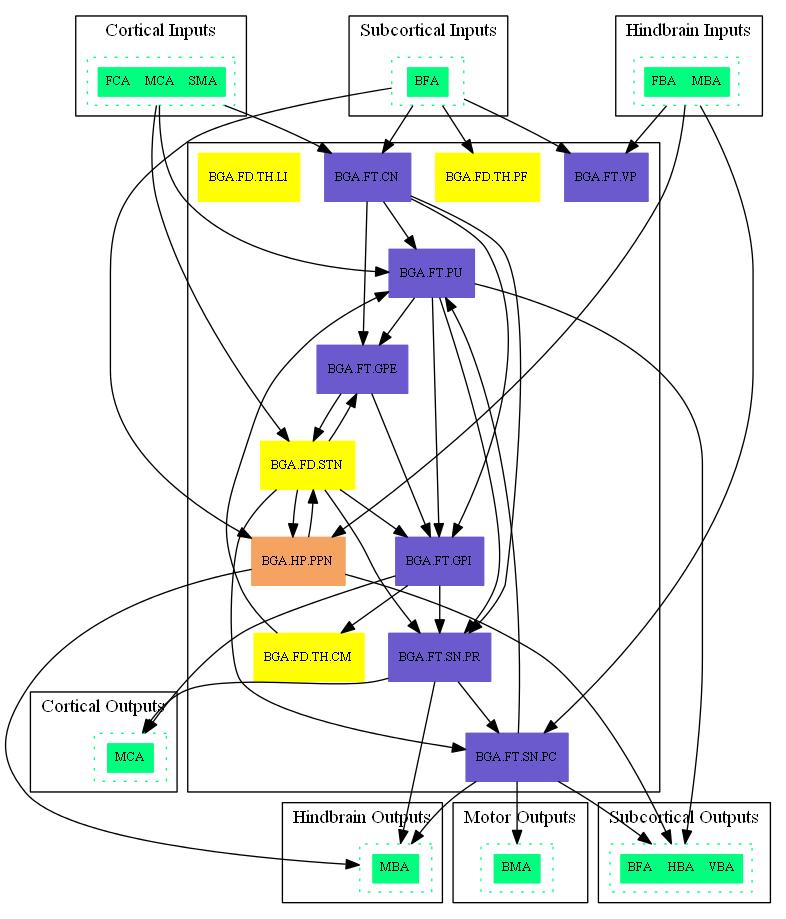 Cortical Inputs
Subcortical Inputs
Hindbrain Inputs
FCA MCA SMA
BFA
FBA MBA
BGA.FD.TH.LI
BGA.FT.CN
BGA.FD.TH.PF
BGA.FT.VP
BGA.FT.PU
BGA.FT.GPE
BGA.FD.STN
BGA.HP.PPN
BGA.FT.GPI
BGA.FD.TH.CM
BGA.FT.SN.PR
Cortical Outputs
MCA
BGA.FT.SN.PC
Hindbrain Outputs
Motor Outputs
Subcortical Outputs
MBA
BMA
BFA HBA VBA